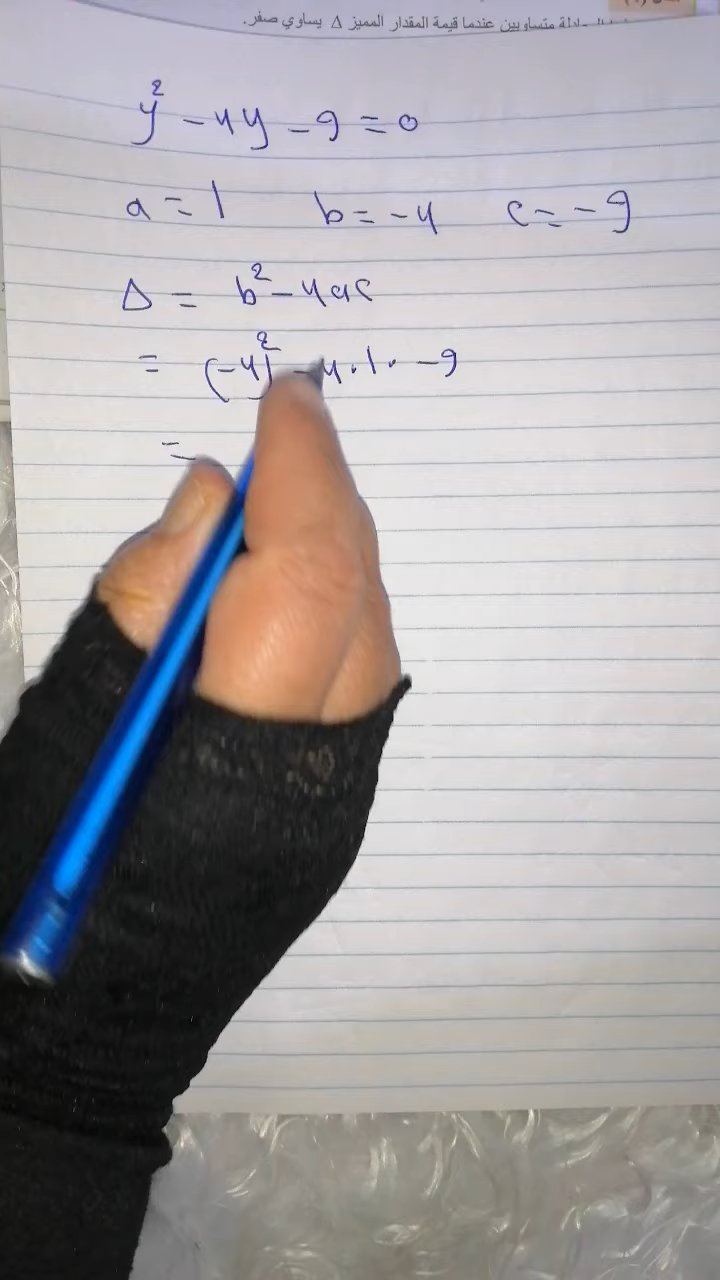 متساويين عندما قيمة المقدار المميز Δ يساوي صفر.
y² - 4y - 9 = 0
a = 1 b = -4 c = -9
Δ = b² - 4ac
= (-4)² - 4 . 1 . -9
=